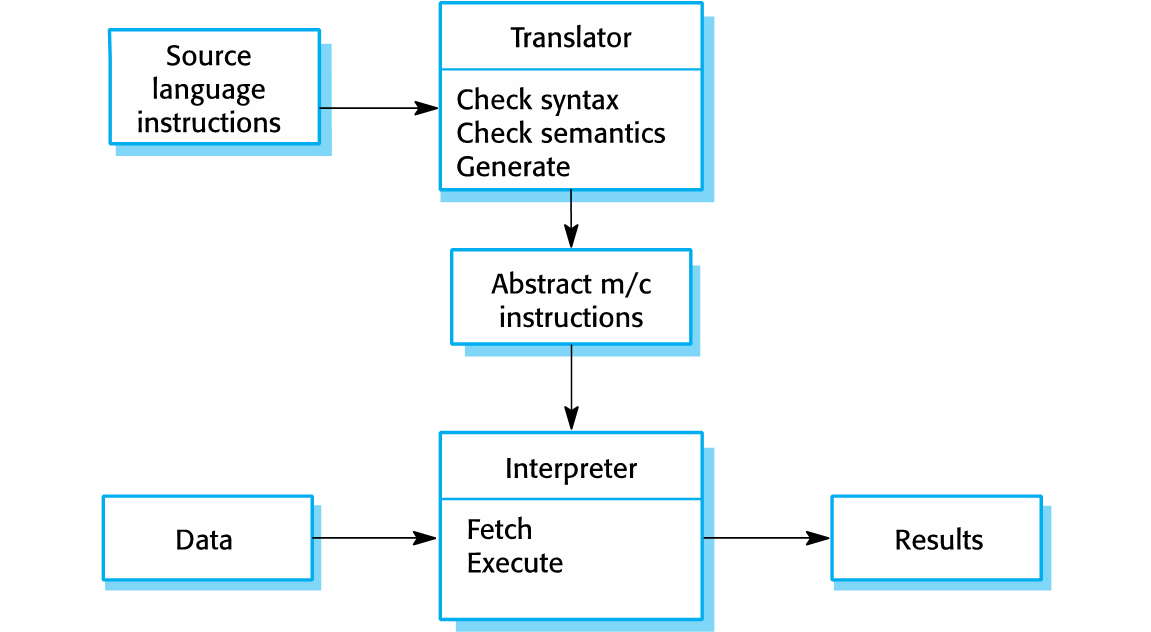 Source
language
instructions
Translator
Check syntax
Check semantics
Generate
Abstract m/c
instructions
Interpreter
Fetch
Execute
Data
Results